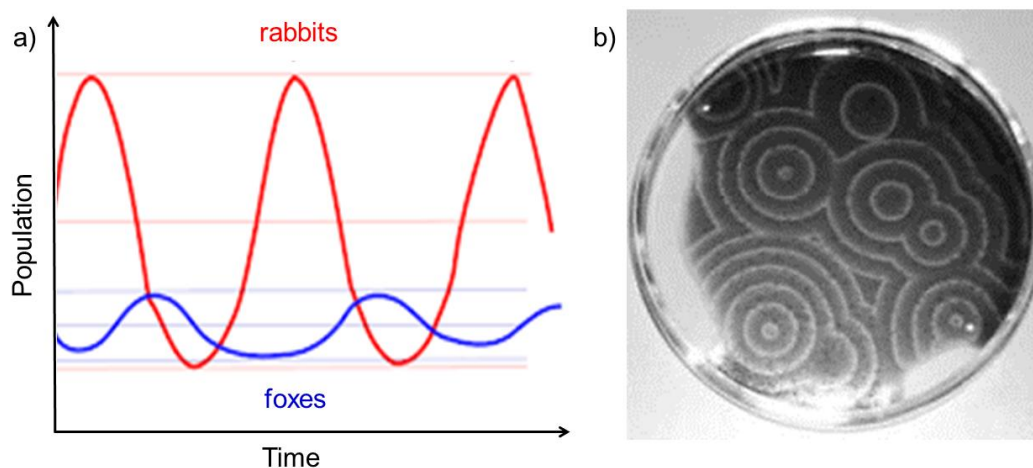 a)
rabbits
b)
Population
foxes
Time